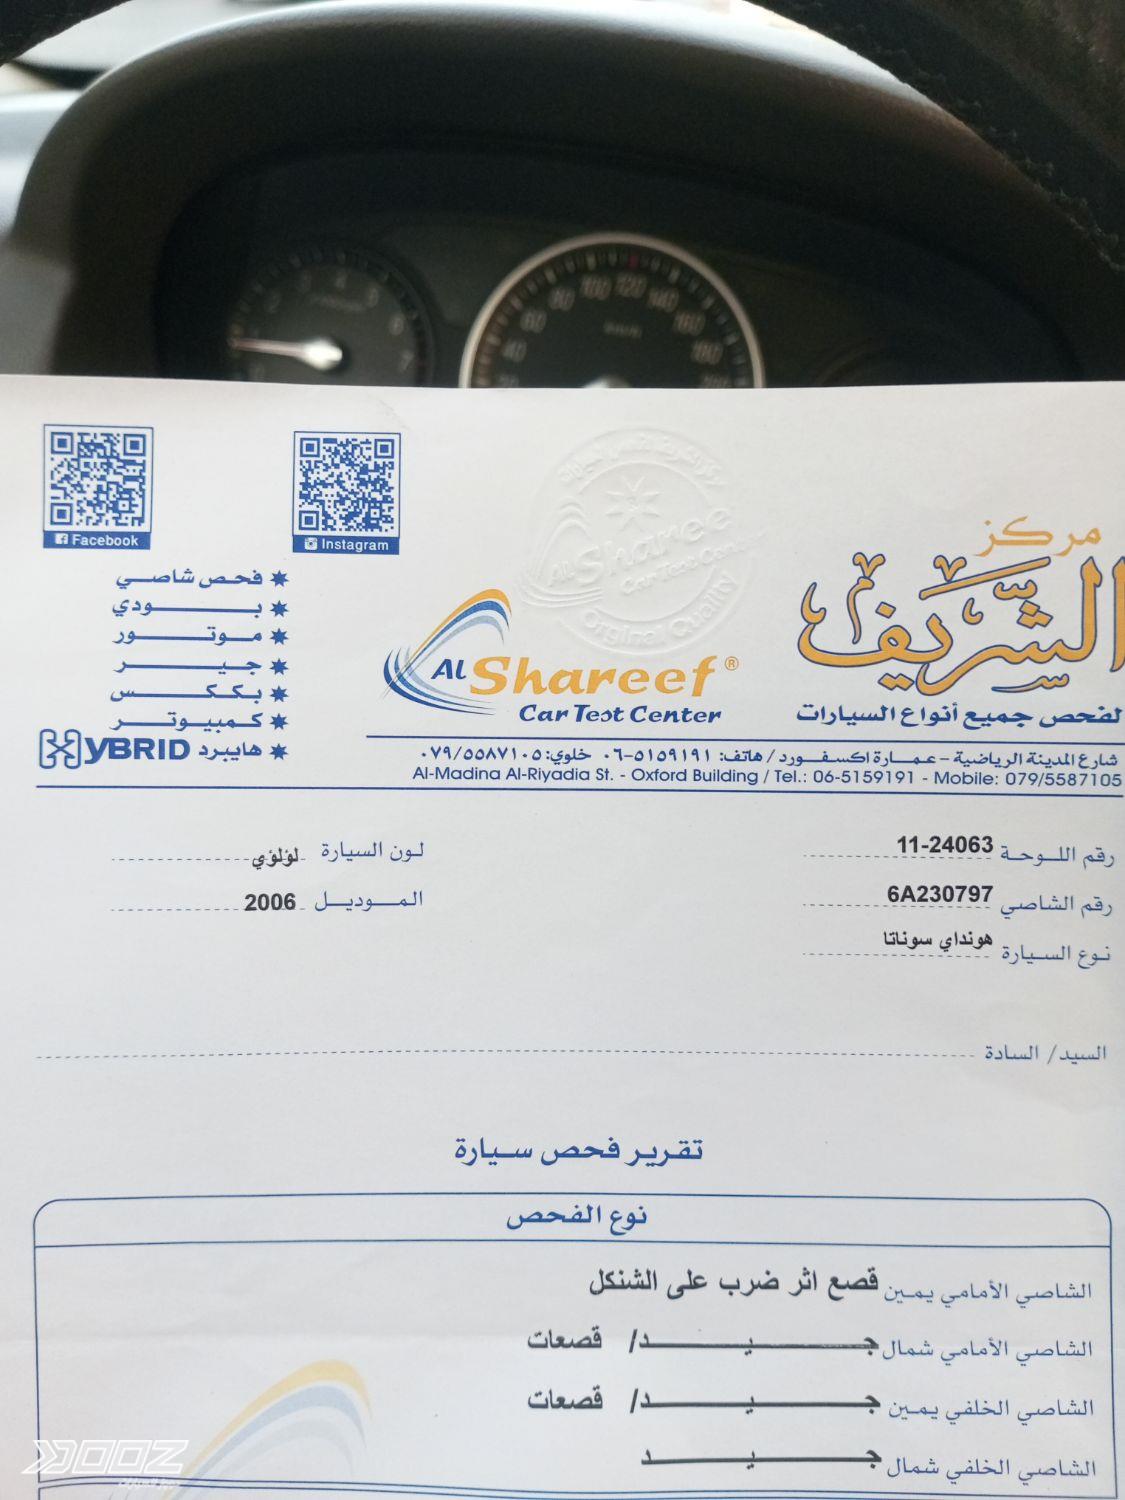 Facebook
Instagram
★ فحص شاصي
★ بودي
★ موتور
★ جير
★ بككس
★ كمبيوتر
★ هايبرد HYBRID
مركز
الشريف
لفحص جميع أنواع السيارات
AL Shareef®
Car Test Center
شارع المدينة الرياضية - عمارة اكسفورد / هاتف: ٥١٥٩١٩١-٠٦ خلوي: ٠٧٩/٥٥٨٧١٠٥
Al-Madina Al-Riyadia St. - Oxford Building / Tel.: 06-5159191 - Mobile: 079/5587105
رقم اللوحة 11-24063 لون السيارة لؤلؤي
رقم الشاصي 6A230797 الموديل 2006
نوع السيارة هونداي سوناتا
السيد/ السادة
تقرير فحص سيارة
نوع الفحص
الشاصي الأمامي يمين قصع اثر ضرب على الشنكل
الشاصي الأمامي شمال جيد/ قصعات
الشاصي الخلفي يمين جيد/ قصعات
الشاصي الخلفي شمال جيد